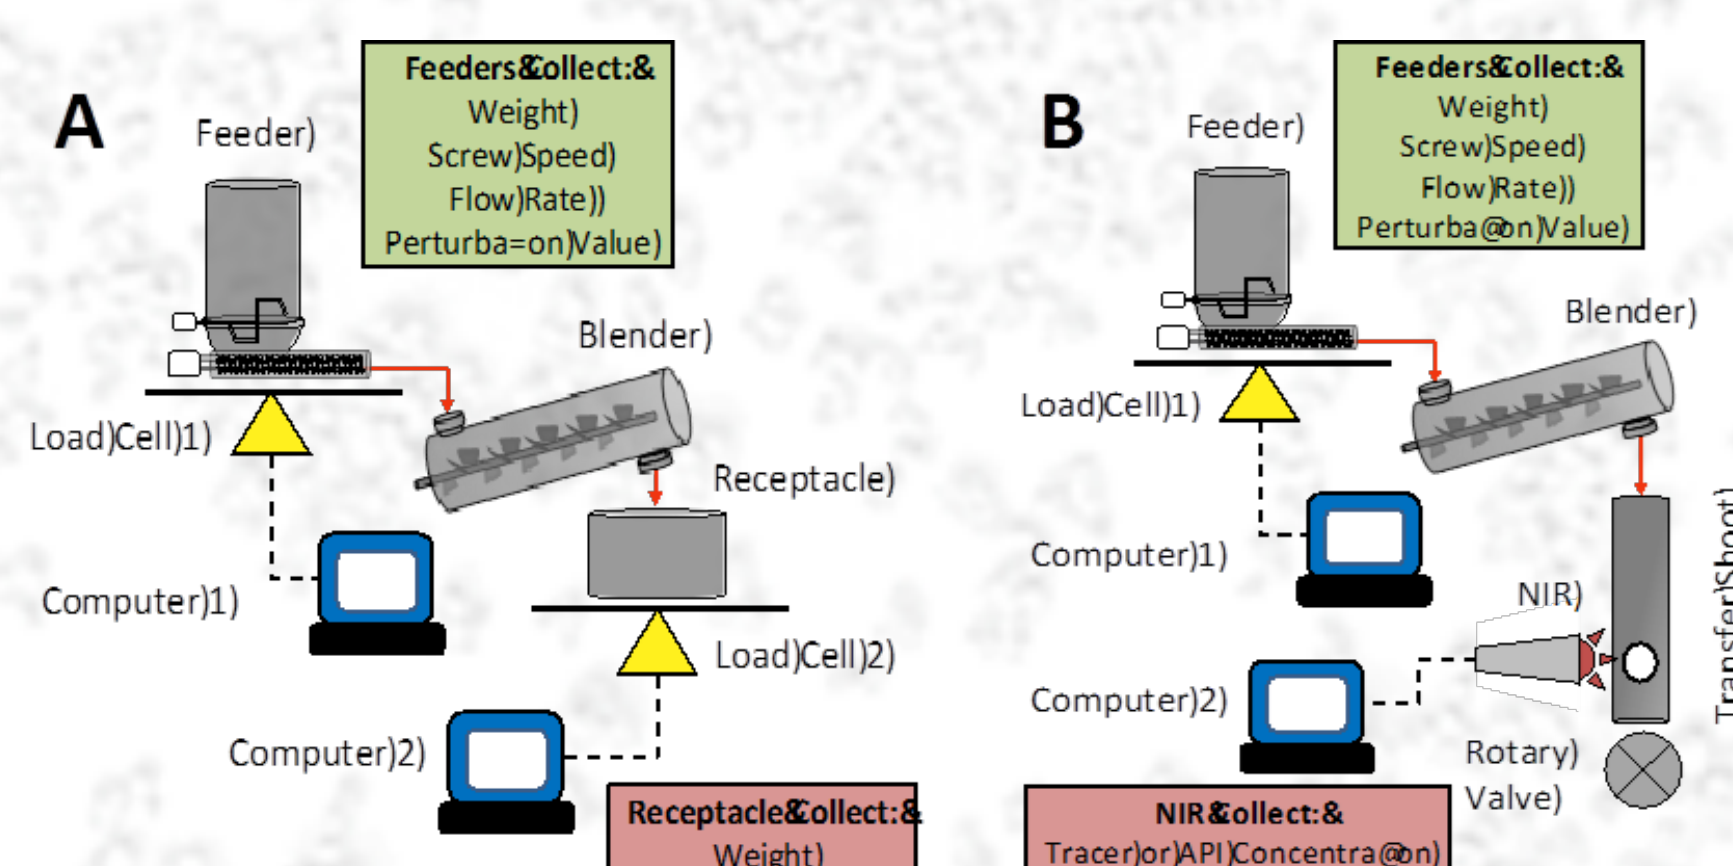 A
Feeders&Collect:&
Weight)
Screw)Speed)
Flow)Rate))
Perturba=on)Value)
Feeder)
Blender)
Load)Cell)1)
Receptacle)
Computer)1)
Load)Cell)2)
Computer)2)
Receptacle&Collect:&
Weight)
B
Feeders&Collect:&
Weight)
Screw)Speed)
Flow)Rate))
Perturba@on)Value)
Feeder)
Blender)
Load)Cell)1)
Computer)1)
NIR)
Transfer)Shoot)
Computer)2)
Rotary)
Valve)
NIR&Collect:&
Tracer)or)API)Concentra@on)